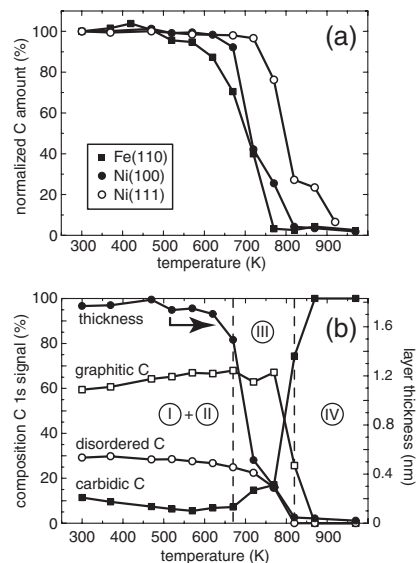 (a)
100
80
60
40
20
0
normalized C amount (%)
Fe(110)
Ni(100)
Ni(111)
300 400 500 600 700 800 900
temperature (K)
(b)
100
80
60
40
20
0
composition C 1s signal (%)
thickness
graphitic C
disordered C
carbidic C
I + II
III
IV
1.6
1.2
0.8
0.4
0
layer thickness (nm)
300 400 500 600 700 800 900
temperature (K)